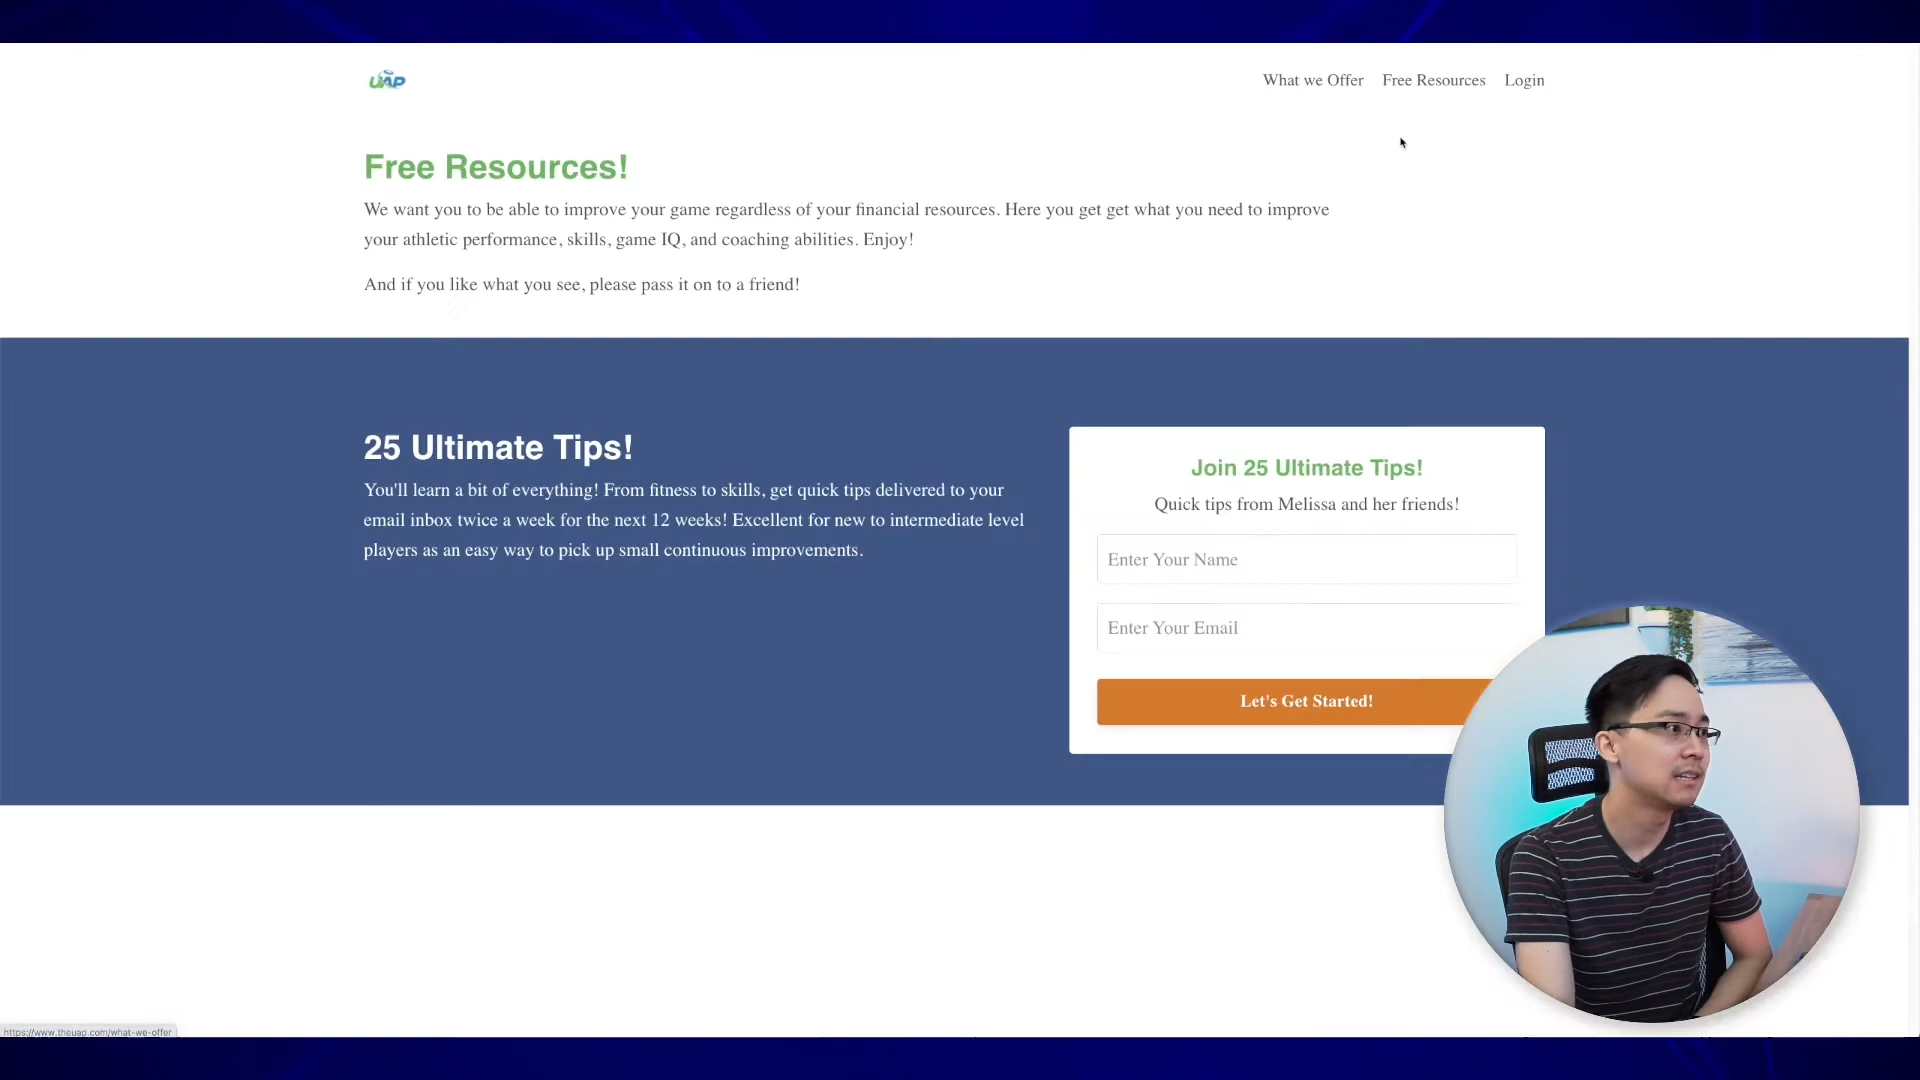 UAP
What we Offer Free Resources Login
Free Resources!
We want you to be able to improve your game regardless of your financial resources. Here you get get what you need to improve
your athletic performance, skills, game IQ, and coaching abilities. Enjoy!
And if you like what you see, please pass it on to a friend!
25 Ultimate Tips!
You'll learn a bit of everything! From fitness to skills, get quick tips delivered to your
email inbox twice a week for the next 12 weeks! Excellent for new to intermediate level
players as an easy way to pick up small continuous improvements.
Join 25 Ultimate Tips!
Quick tips from Melissa and her friends!
Enter Your Name
Enter Your Email
Let's Get Started!
https://www.theuap.com/what-we-offer